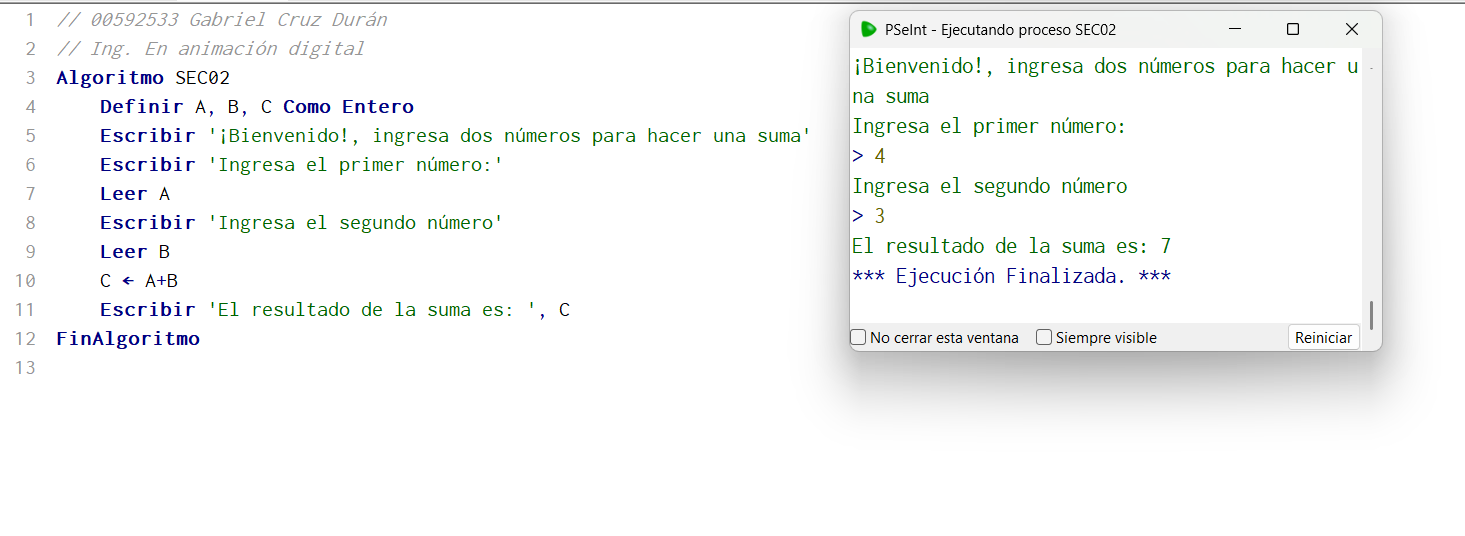 1 // 00592533 Gabriel Cruz Durán
2 // Ing. En animación digital
3 Algoritmo SEC02
4 Definir A, B, C Como Entero
5 Escribir '¡Bienvenido!, ingresa dos números para hacer una suma'
6 Escribir 'Ingresa el primer número:'
7 Leer A
8 Escribir 'Ingresa el segundo número'
9 Leer B
10 C ← A+B
11 Escribir 'El resultado de la suma es: ', C
12 FinAlgoritmo
13
PSeInt - Ejecutando proceso SEC02
¡Bienvenido!, ingresa dos números para hacer u
na suma
Ingresa el primer número:
> 4
Ingresa el segundo número
> 3
El resultado de la suma es: 7
*** Ejecución Finalizada. ***
No cerrar esta ventana Siempre visible Reiniciar